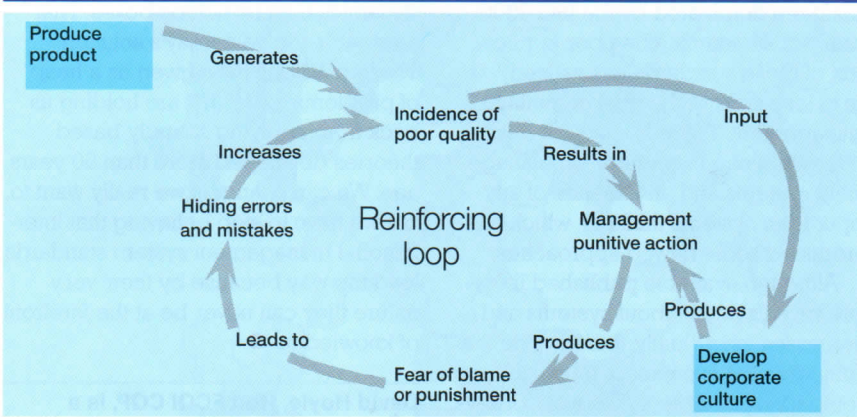 Produce
product
Generates
Incidence of
poor quality
Input
Increases
Results in
Hiding errors
and mistakes
Reinforcing
loop
Management
punitive action
Produces
Leads to
Produces
Fear of blame
or punishment
Develop
corporate
culture